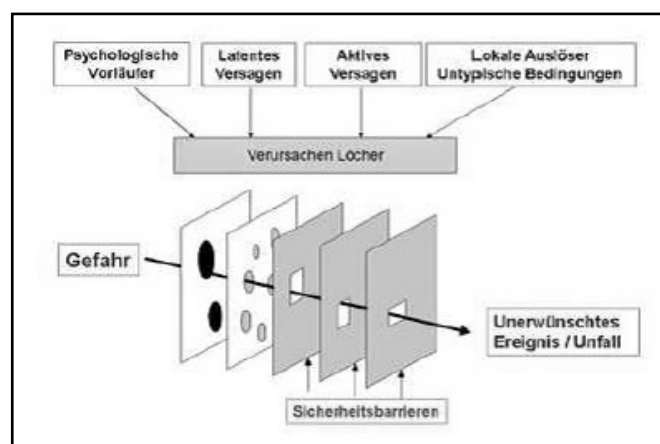 Psychologische
Vorläufer
Latentes
Versagen
Aktives
Versagen
Lokale Auslöser
Untypische Bedingungen
Verursachen Löcher
Gefahr
Unerwünschtes
Ereignis / Unfall
Sicherheitsbarrieren